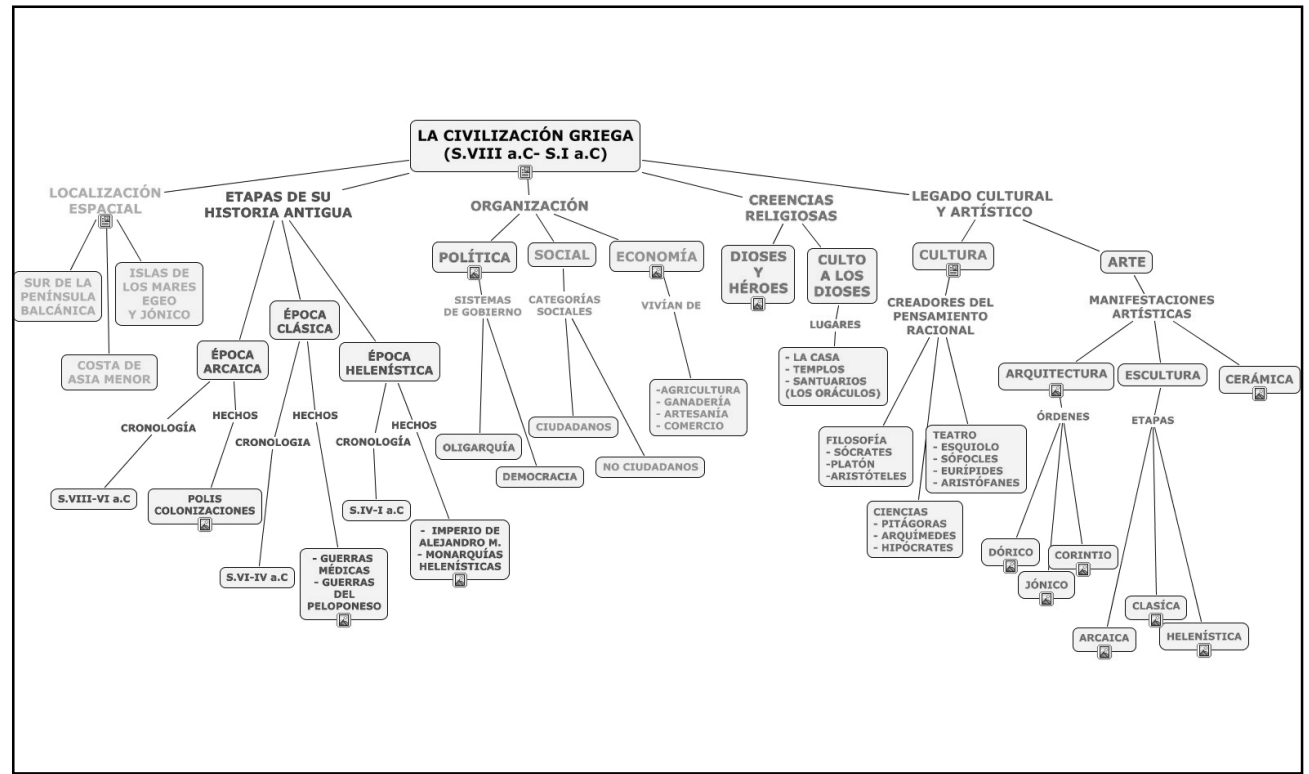 LA CIVILIZACIÓN GRIEGA
(S.VIII a.C- S.I a.C)
LOCALIZACIÓN
ESPACIAL
SUR DE LA
PENÍNSULA
BALCÁNICA
COSTA DE
ASIA MENOR
ISLAS DE
LOS MARES
EGEO
Y JÓNICO
ETAPAS DE SU
HISTORIA ANTIGUA
ÉPOCA
ARCAICA
CRONOLOGÍA
S.VIII-VI a.C
HECHOS
POLIS
COLONIZACIONES
ÉPOCA
CLÁSICA
CRONOLOGIA
S.VI-IV a.C
HECHOS
- GUERRAS
MÉDICAS
- GUERRAS
DEL
PELOPONESO
ÉPOCA
HELENÍSTICA
CRONOLOGÍA
S.IV-I a.C
HECHOS
- IMPERIO DE
ALEJANDRO M.
- MONARQUÍAS
HELENÍSTICAS
ORGANIZACIÓN
POLÍTICA
SISTEMAS
DE GOBIERNO
OLIGARQUÍA
DEMOCRACIA
SOCIAL
CATEGORÍAS
SOCIALES
CIUDADANOS
NO CIUDADANOS
ECONOMÍA
VIVÍAN DE
-AGRICULTURA
- GANADERÍA
- ARTESANÍA
- COMERCIO
CREENCIAS
RELIGIOSAS
DIOSES
Y
HÉROES
CULTO
A LOS
DIOSES
LUGARES
- LA CASA
- TEMPLOS
- SANTUARIOS
(LOS ORÁCULOS)
LEGADO CULTURAL
Y ARTÍSTICO
CULTURA
CREADORES DEL
PENSAMIENTO
RACIONAL
FILOSOFÍA
- SÓCRATES
-PLATÓN
-ARISTÓTELES
CIENCIAS
- PITÁGORAS
- ARQUÍMEDES
- HIPÓCRATES
TEATRO
- ESQUIOLO
- SÓFOCLES
- EURÍPIDES
- ARISTÓFANES
ARTE
MANIFESTACIONES
ARTÍSTICAS
ARQUITECTURA
ÓRDENES
DÓRICO
JÓNICO
CORINTIO
ESCULTURA
ETAPAS
ARCAICA
CLASÍCA
HELENÍSTICA
CERÁMICA